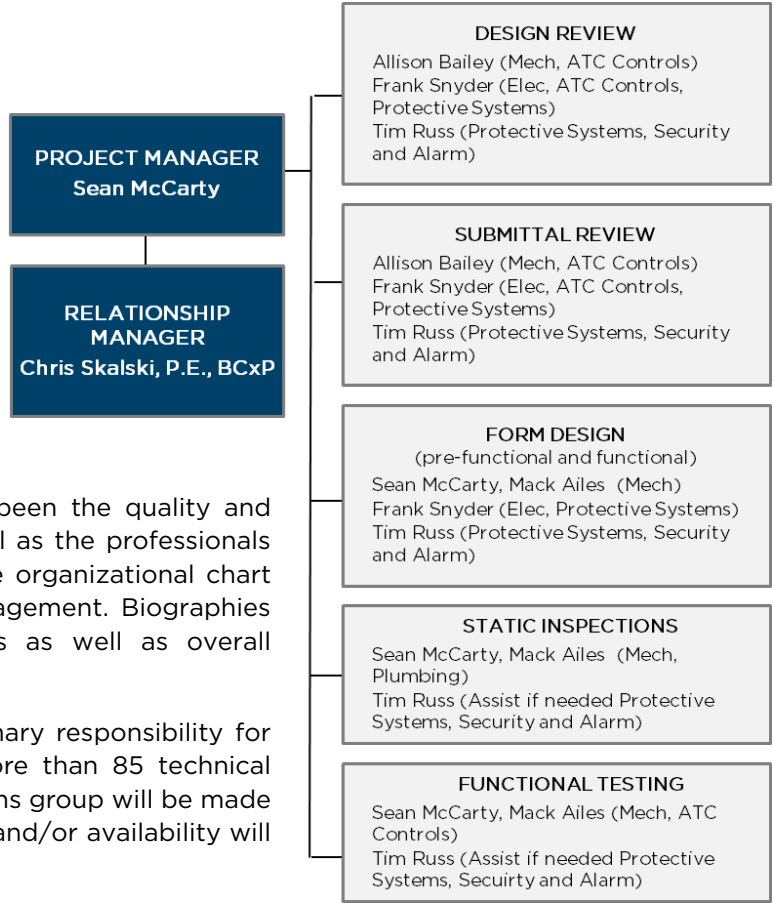 PROJECT MANAGER
Sean McCarty
RELATIONSHIP
MANAGER
Chris Skalski, P.E., BCxP
been the quality and
as the professionals
organizational chart
Biographies
as well as overall
responsibility for
than 85 technical
group will be made
and/or availability will
DESIGN REVIEW
Allison Bailey (Mech, ATC Controls)
Frank Snyder (Elec, ATC Controls,
Protective Systems)
Tim Russ (Protective Systems, Security
and Alarm)
SUBMITTAL REVIEW
Allison Bailey (Mech, ATC Controls)
Frank Snyder (Elec, ATC Controls,
Protective Systems)
Tim Russ (Protective Systems, Security
and Alarm)
FORM DESIGN
(pre-functional and functional)
Sean McCarty, Mack Ailes (Mech)
Frank Snyder (Elec, Protective Systems)
Tim Russ (Protective Systems, Security
and Alarm)
STATIC INSPECTIONS
Sean McCarty, Mack Ailes (Mech,
Plumbing)
Tim Russ (Assist if needed Protective
Systems, Security and Alarm)
FUNCTIONAL TESTING
Sean McCarty, Mack Ailes (Mech, ATC
Controls)
Tim Russ (Assist if needed Protective
Systems, Secuirty and Alarm)